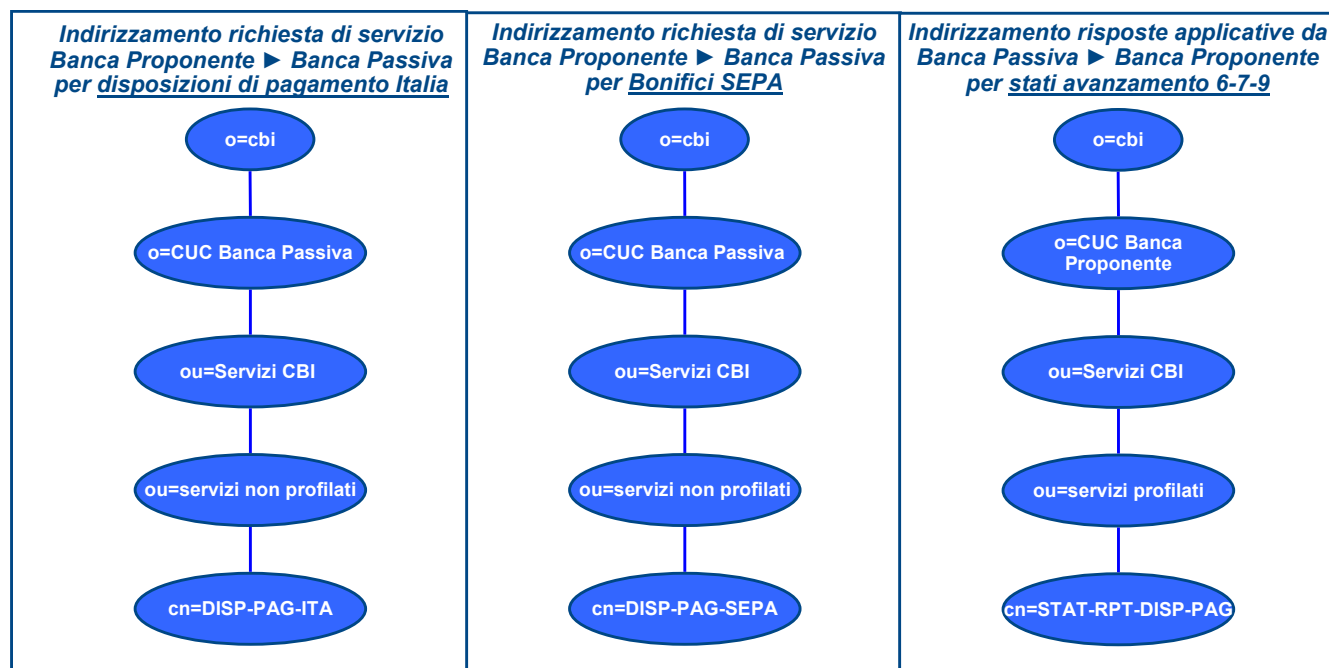 Indirizzamento richiesta di servizio
Banca Proponente ► Banca Passiva
per disposizioni di pagamento Italia
o=cbi
o=CUC Banca Passiva
ou=Servizi CBI
ou=servizi non profilati
cn=DISP-PAG-ITA
Indirizzamento richiesta di servizio
Banca Proponente ► Banca Passiva
per Bonifici SEPA
o=cbi
o=CUC Banca Passiva
ou=Servizi CBI
ou=servizi non profilati
cn=DISP-PAG-SEPA
Indirizzamento risposte applicative da
Banca Passiva ► Banca Proponente
per stati avanzamento 6-7-9
o=cbi
o=CUC Banca
Proponente
ou=Servizi CBI
ou=servizi profilati
cn=STAT-RPT-DISP-PAG